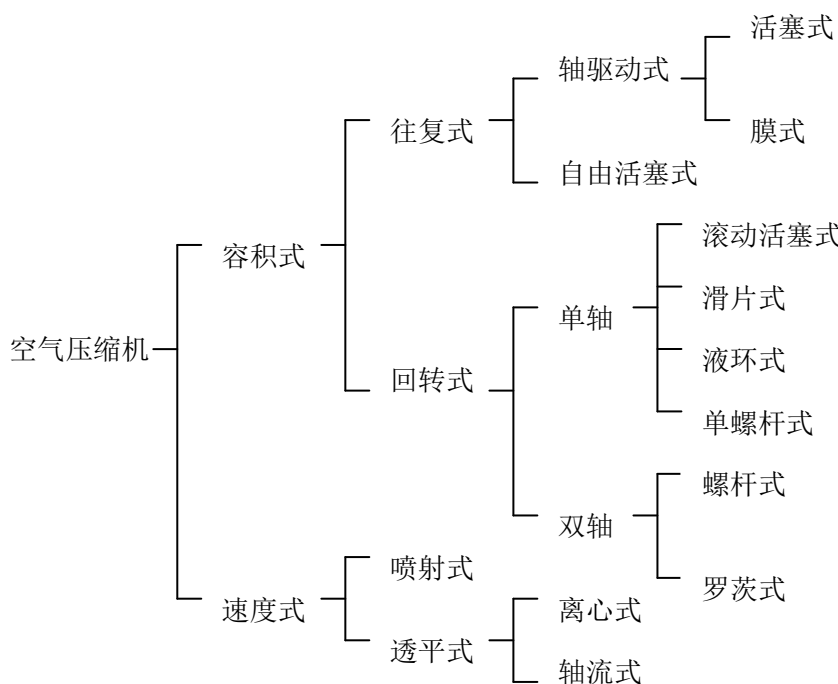 活塞式
轴驱动式
往复式
膜式
自由活塞式
容积式
滚动活塞式
单轴
滑片式
空气压缩机
液环式
回转式
单螺杆式
螺杆式
双轴
喷射式
罗茨式
速度式
离心式
透平式
轴流式